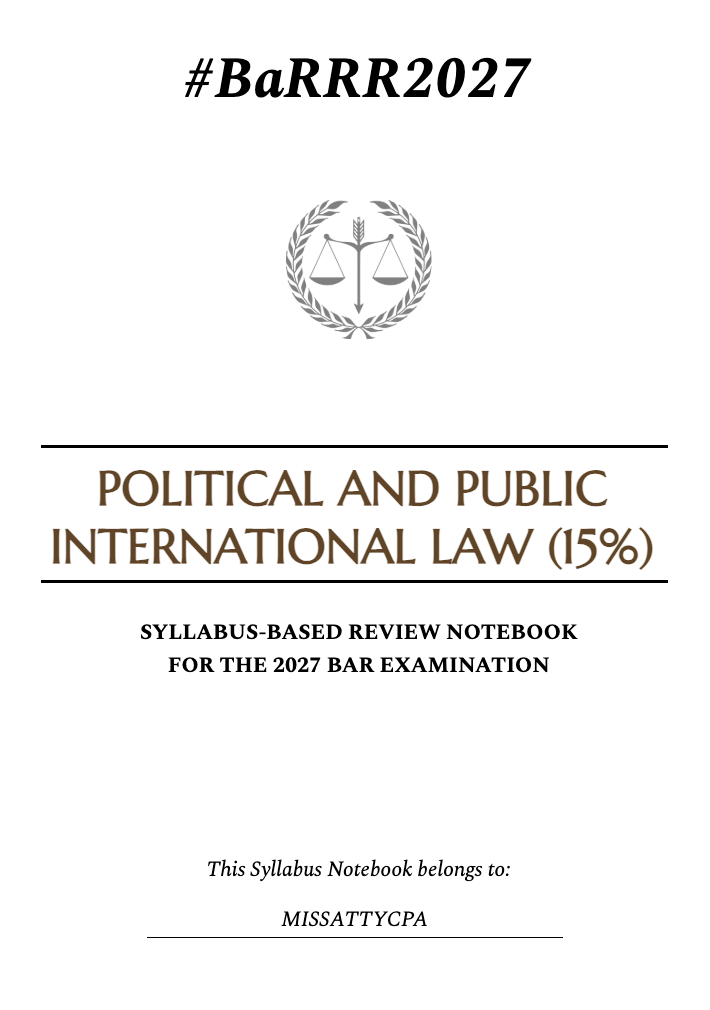 #BaRRR2027
POLITICAL AND PUBLIC
INTERNATIONAL LAW (15%)
SYLLABUS-BASED REVIEW NOTEBOOK
FOR THE 2027 BAR EXAMINATION
This Syllabus Notebook belongs to:
MISSATTYCPA